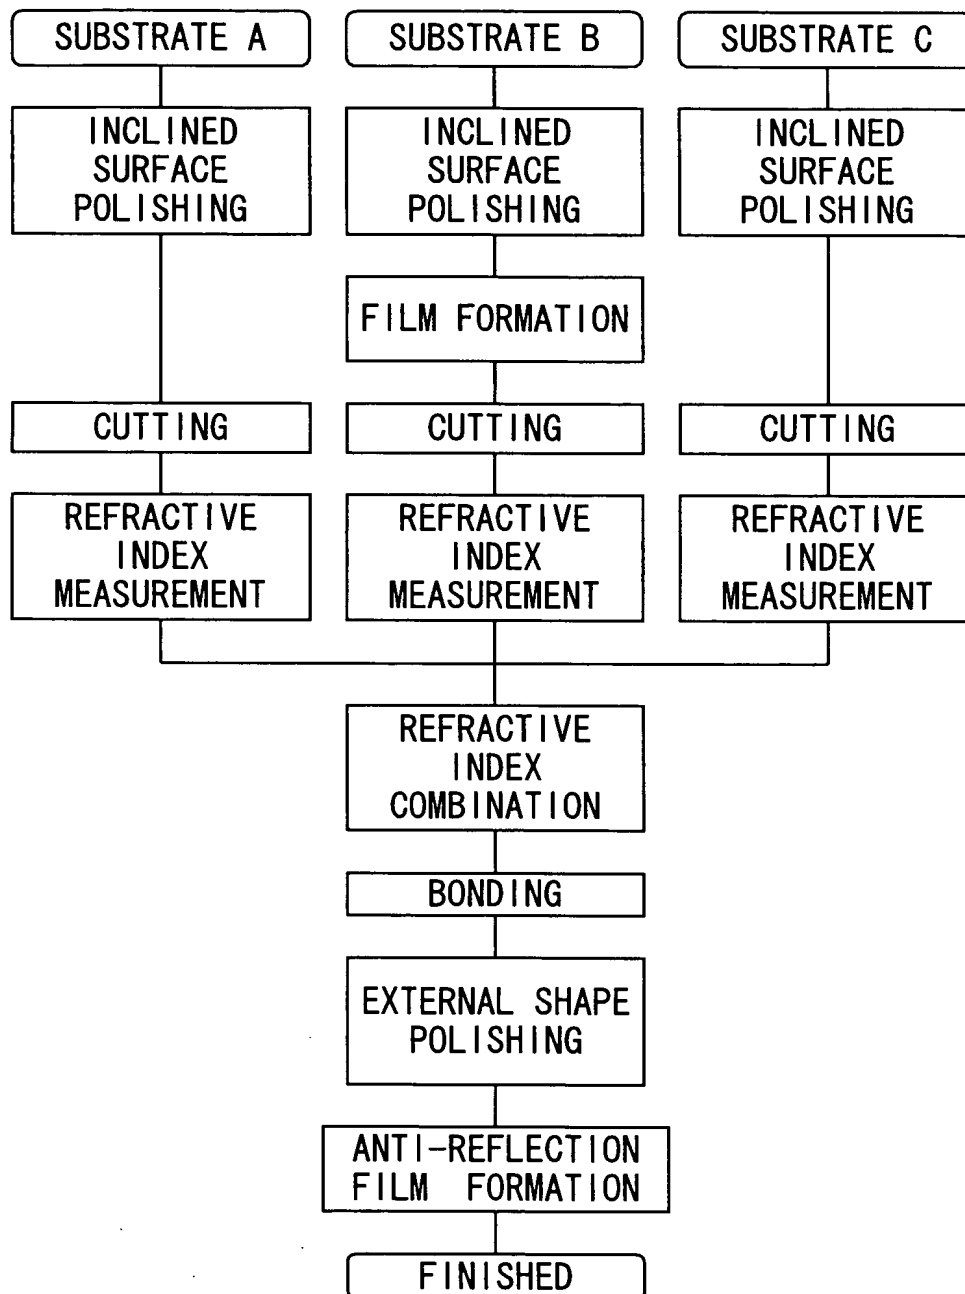 SUBSTRATE A
SUBSTRATE B
SUBSTRATE C
INCLINED
SURFACE
POLISHING
INCLINED
SURFACE
POLISHING
INCLINED
SURFACE
POLISHING
FILM FORMATION
CUTTING
CUTTING
CUTTING
REFRACTIVE
INDEX
MEASUREMENT
REFRACTIVE
INDEX
MEASUREMENT
REFRACTIVE
INDEX
MEASUREMENT
REFRACTIVE
INDEX
COMBINATION
BONDING
EXTERNAL SHAPE
POLISHING
ANTI-REFLECTION
FILM FORMATION
FINISHED